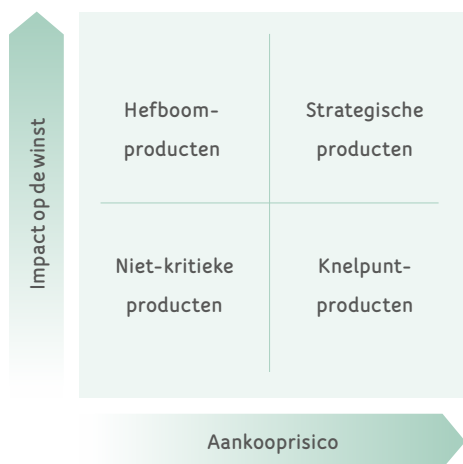 Impact op de winst
Hefboom-
producten
Strategische
producten
Niet-kritieke
producten
Knelpunt-
producten
Aankooprisico